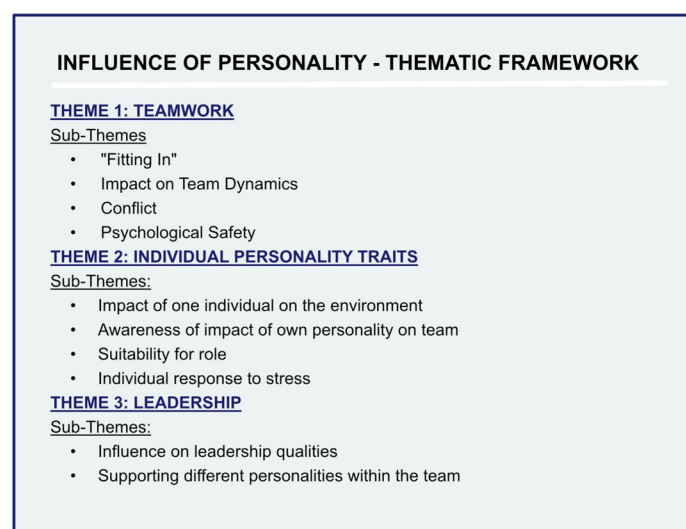 INFLUENCE OF PERSONALITY - THEMATIC FRAMEWORK
THEME 1: TEAMWORK
Sub-Themes
• "Fitting In"
• Impact on Team Dynamics
• Conflict
• Psychological Safety
THEME 2: INDIVIDUAL PERSONALITY TRAITS
Sub-Themes:
• Impact of one individual on the environment
• Awareness of impact of own personality on team
• Suitability for role
• Individual response to stress
THEME 3: LEADERSHIP
Sub-Themes:
• Influence on leadership qualities
• Supporting different personalities within the team